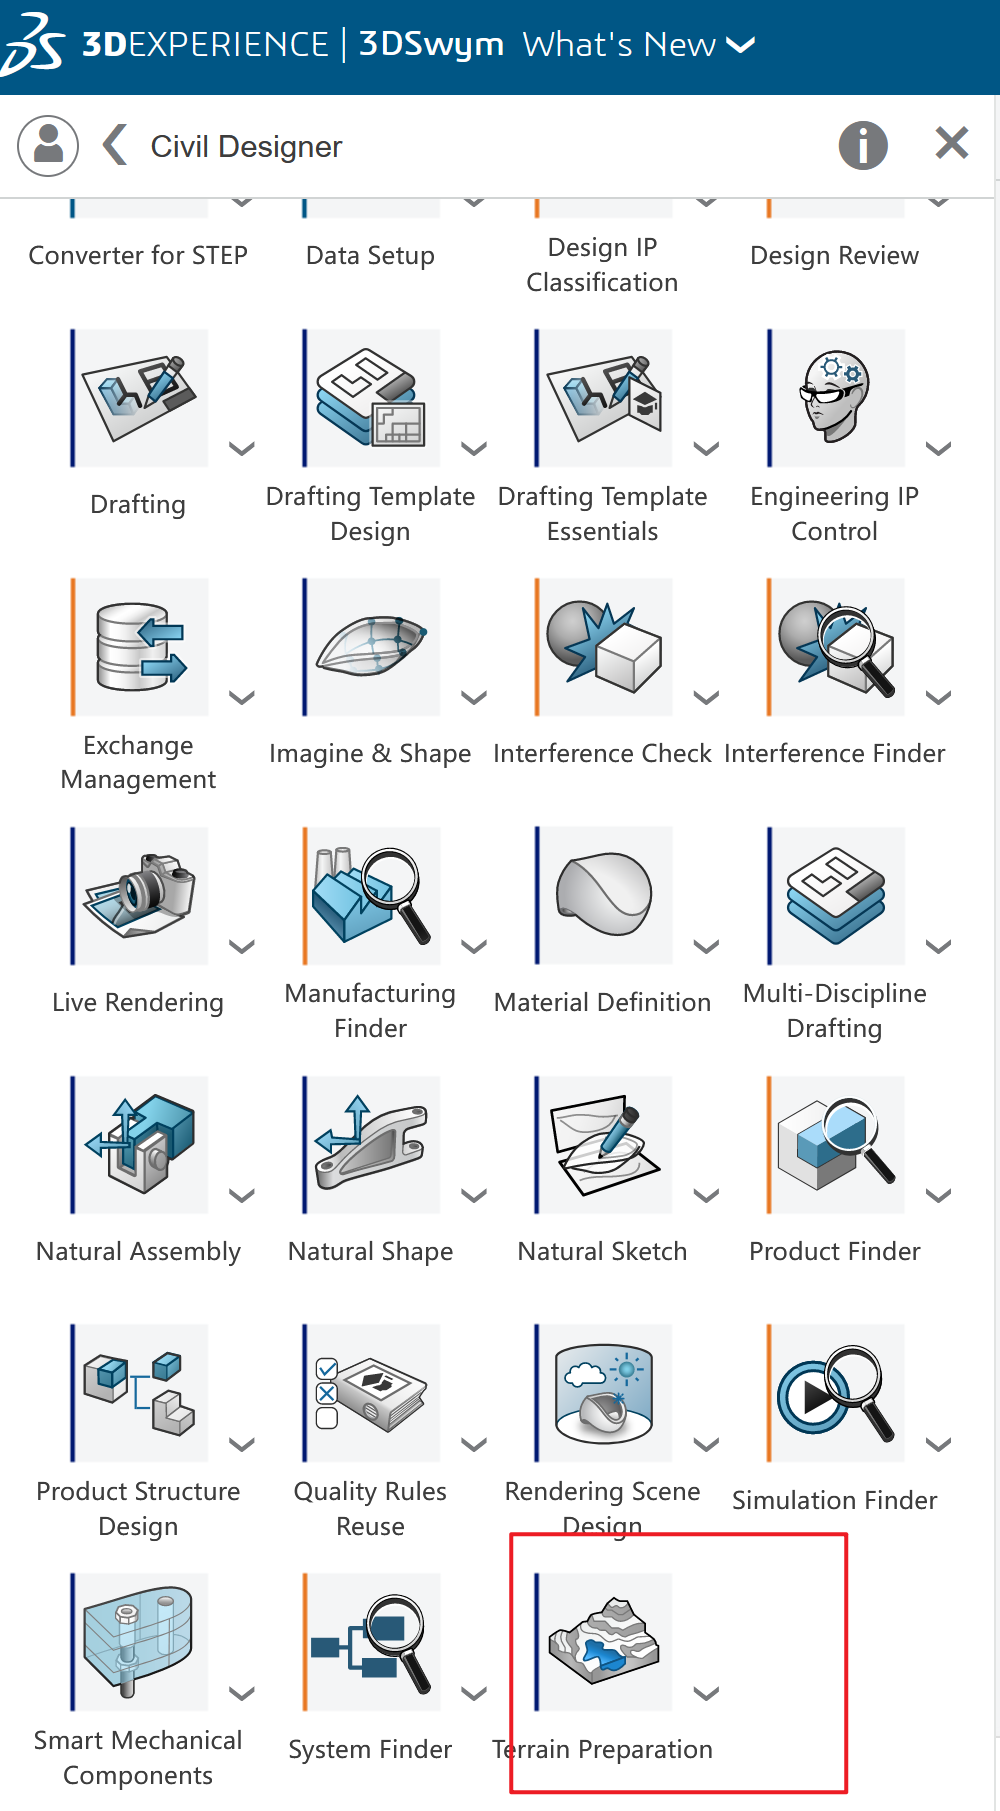 3DEXPERIENCE | 3DSwym What's New
Civil Designer
Converter for STEP
Data Setup
Design IP
Classification
Design Review
Drafting
Drafting Template
Design
Drafting Template
Essentials
Engineering IP
Control
Exchange
Management
Imagine & Shape
Interference Check
Interference Finder
Live Rendering
Manufacturing
Finder
Material Definition
Multi-Discipline
Drafting
Natural Assembly
Natural Shape
Natural Sketch
Product Finder
Product Structure
Design
Quality Rules
Reuse
Rendering Scene
Design
Simulation Finder
Smart Mechanical
Components
System Finder
Terrain Preparation